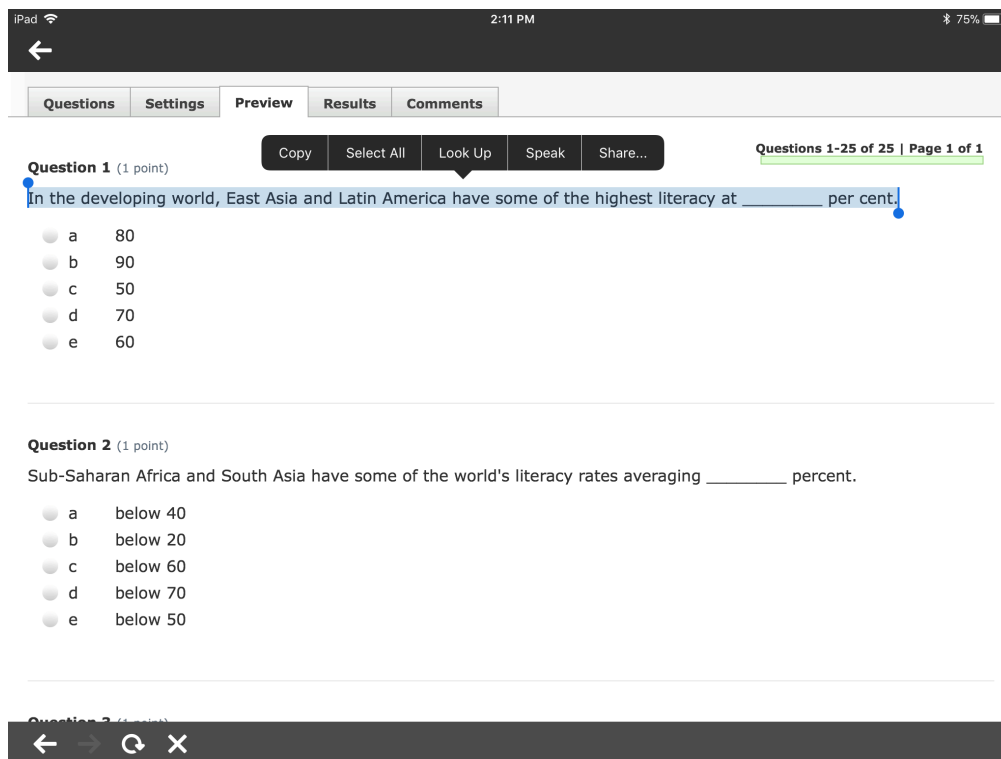 iPad 2:11 PM 75%
Questions Settings Preview Results Comments
Copy Select All Look Up Speak Share...
Questions 1-25 of 25 | Page 1 of 1
Question 1 (1 point)
In the developing world, East Asia and Latin America have some of the highest literacy at ________ per cent.
a 80
b 90
c 50
d 70
e 60
Question 2 (1 point)
Sub-Saharan Africa and South Asia have some of the world's literacy rates averaging ________ percent.
a below 40
b below 20
c below 60
d below 70
e below 50
Question 3 (1 point)